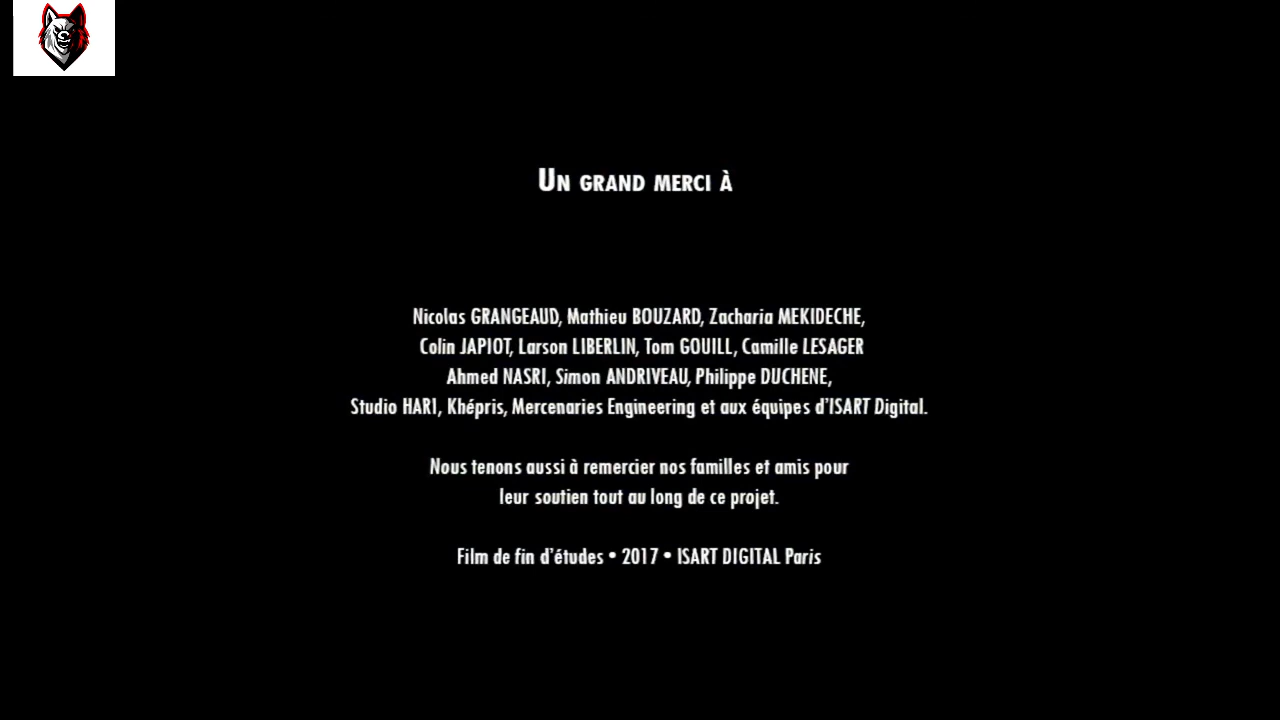 Un grand merci à
Nicolas GRANGEAUD, Mathieu BOUZARD, Zacharia MEKIDECHE,
Colin JAPIOT, Larson LIBERLIN, Tom GOUILL, Camille LESAGER
Ahmed NASRI, Simon ANDRIVEAU, Philippe DUCHENE,
Studio HARI, Khépris, Mercenaries Engineering et aux équipes d'ISART Digital.
Nous tenons aussi à remercier nos familles et amis pour
leur soutien tout au long de ce projet.
Film de fin d'études • 2017 • ISART DIGITAL Paris